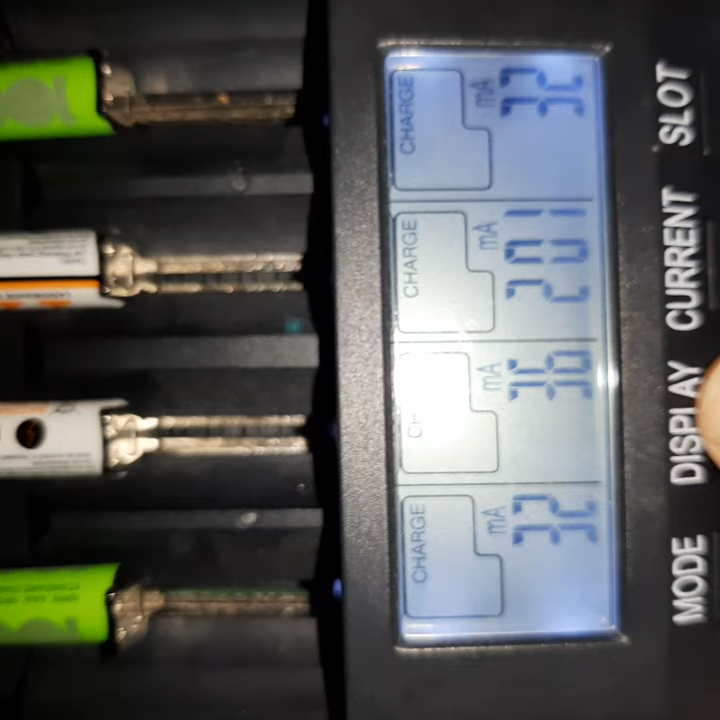 CHARGE CHARGE CHARGE
mA mA mA mA
32 36 201 32
MODE DISPLAY CURRENT SLOT